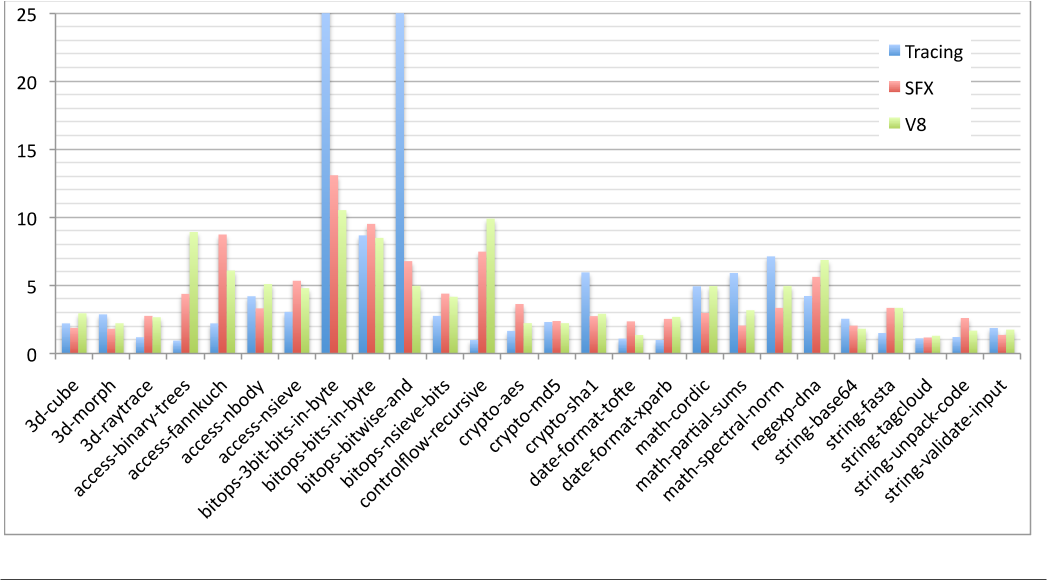 25
20
15
10
5
0
Tracing
SFX
V8
3d-cube
3d-morph
3d-raytrace
access-binary-trees
access-fannkuch
access-nbody
access-nsieve
bitops-3bit-bits-in-byte
bitops-bits-in-byte
bitops-bitwise-and
bitops-nsieve-bits
controlflow-recursive
crypto-aes
crypto-md5
crypto-sha1
date-format-tofte
date-format-xparb
math-cordic
math-partial-sums
math-spectral-norm
regexp-dna
string-base64
string-fasta
string-tagcloud
string-unpack-code
string-validate-input